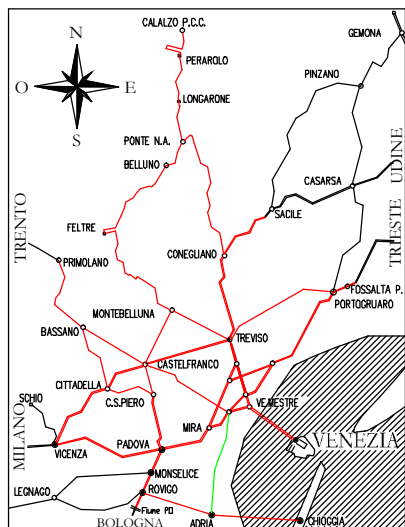 CALALZO P.C.C.
GEMONA
N
PERAROLO
PINZANO
O
E
LONGARONE
S
PONTE N.A.
UDINE
BELLUNO
CASARSA
SACILE
TRENTO
FELTRE
TRIESTE
CONEGLIANO
PRIMOLANO
FOSSALTA P.
PORTOGRUARO
MONTEBELLUNA
BASSANO
TREVISO
CASTELFRANCO
CITTADELLA
SCHIO
C.S.PIERO
VE.MESTRE
MILANO
MIRA
VENEZIA
PADOVA
VICENZA
MONSELICE
LEGNAGO
ROVIGO
Fiume PO
ADRIA
CHIOGGIA
BOLOGNA